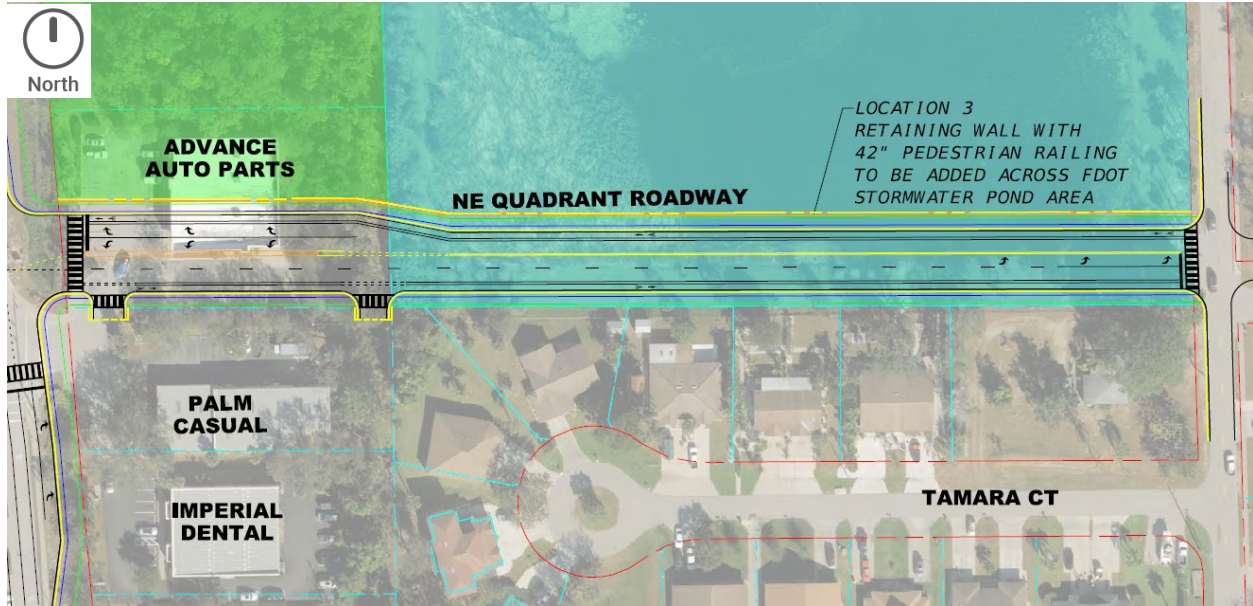 North
ADVANCE
AUTO PARTS
NE QUADRANT ROADWAY
LOCATION 3
RETAINING WALL WITH
42" PEDESTRIAN RAILING
TO BE ADDED ACROSS FDOT
STORMWATER POND AREA
PALM
CASUAL
IMPERIAL
DENTAL
TAMARA CT